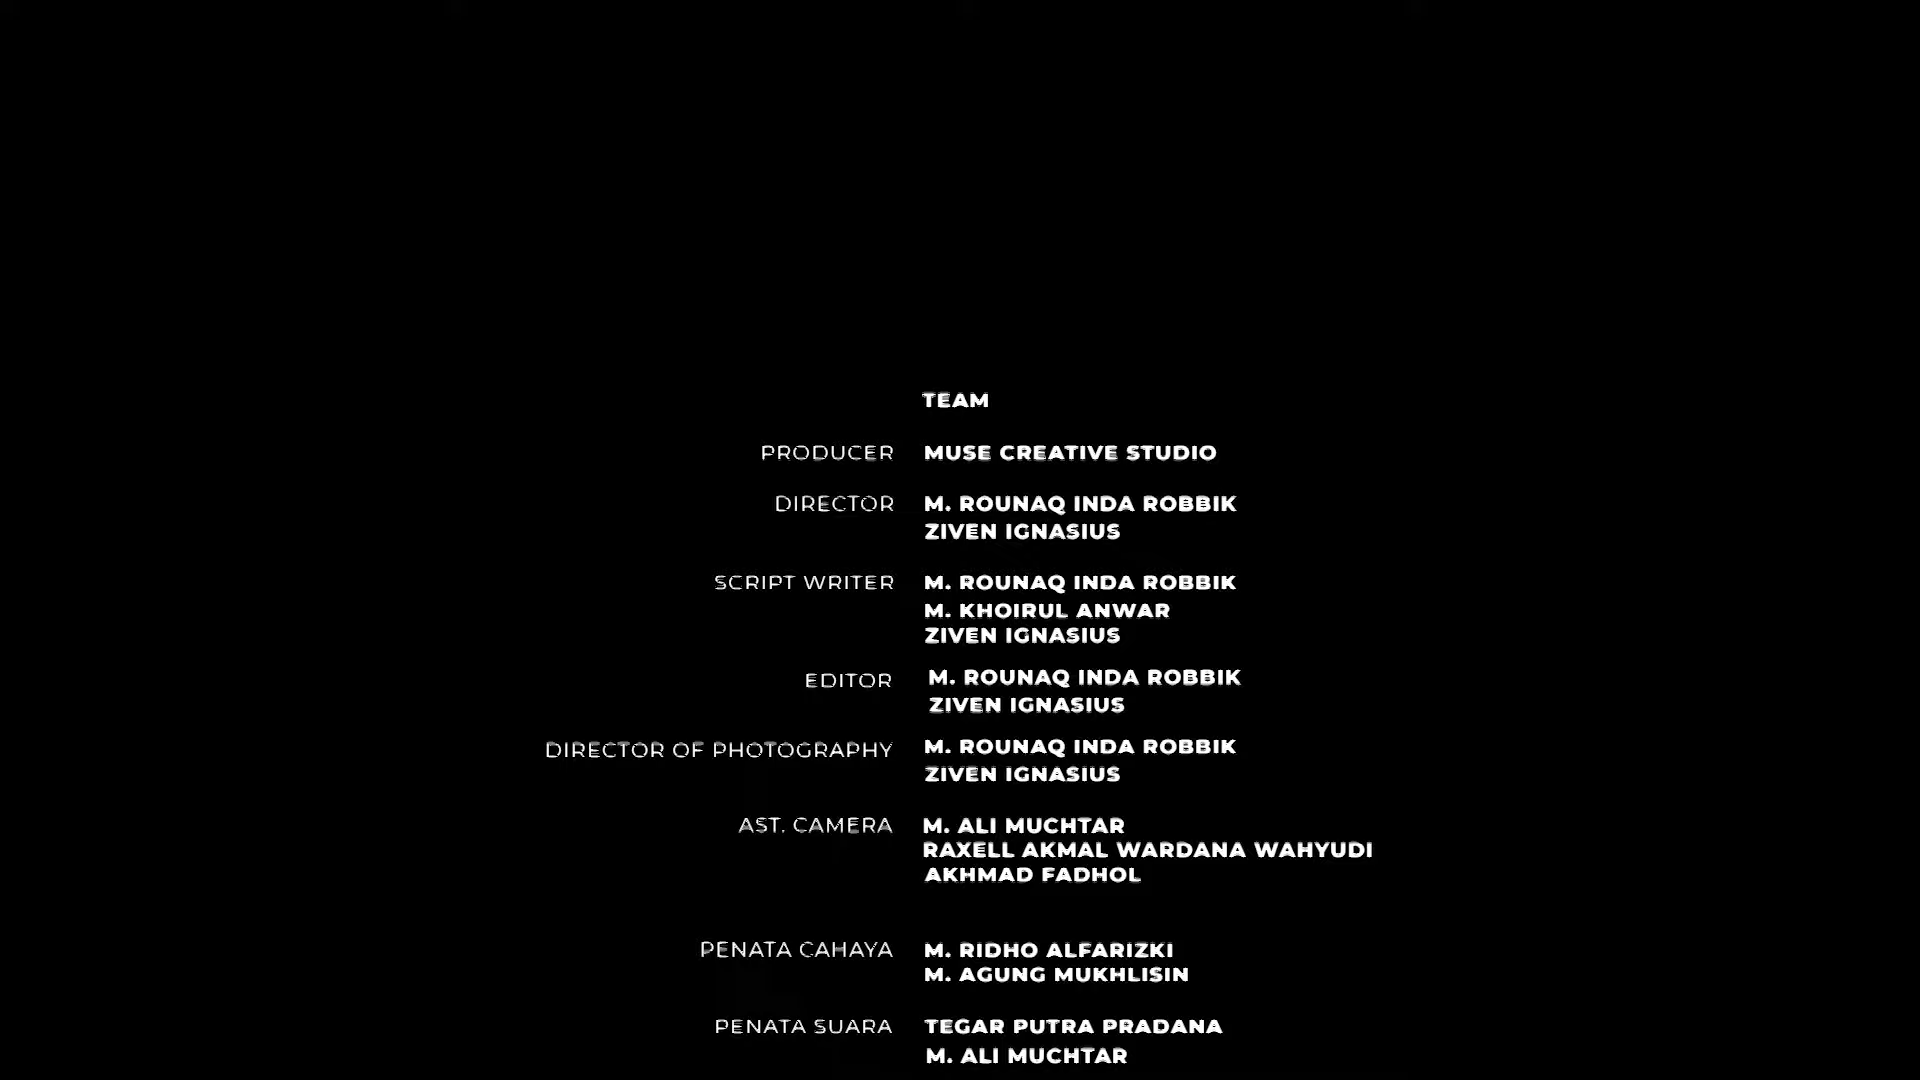 TEAM
PRODUCER MUSE CREATIVE STUDIO
DIRECTOR M. ROUNAQ INDA ROBBIK
ZIVEN IGNASIUS
SCRIPT WRITER M. ROUNAQ INDA ROBBIK
M. KHOIRUL ANWAR
ZIVEN IGNASIUS
EDITOR M. ROUNAQ INDA ROBBIK
ZIVEN IGNASIUS
DIRECTOR OF PHOTOGRAPHY M. ROUNAQ INDA ROBBIK
ZIVEN IGNASIUS
AST. CAMERA M. ALI MUCHTAR
RAXELL AKMAL WARDANA WAHYUDI
AKHMAD FADHOL
PENATA CAHAYA M. RIDHO ALFARIZKI
M. AGUNG MUKHLISIN
PENATA SUARA TEGAR PUTRA PRADANA
M. ALI MUCHTAR